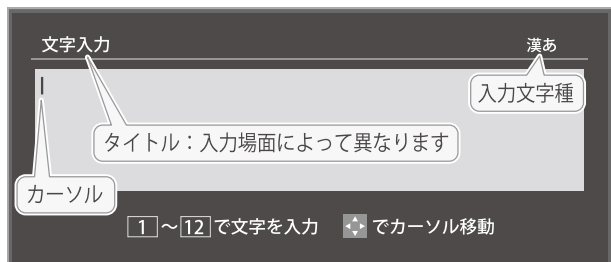 文字入力
漢あ
入力文字種
タイトル：入力場面によって異なります
カーソル
1～12で文字を入力 でカーソル移動